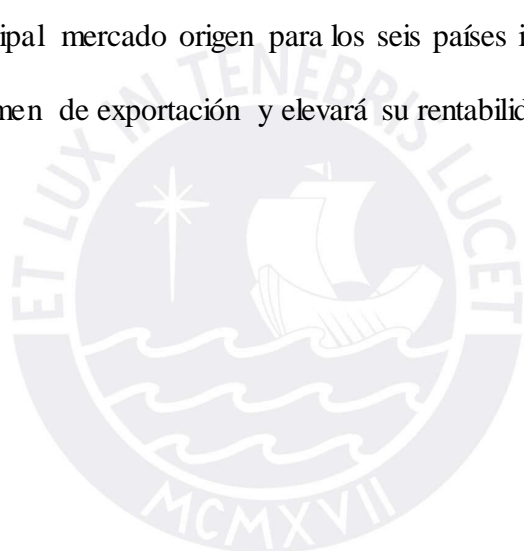 ipal mercado origen para los seis países i
men de exportación y elevará su rentabilid
ET LUX IN TENEBRIS LUCET
MCMXVII